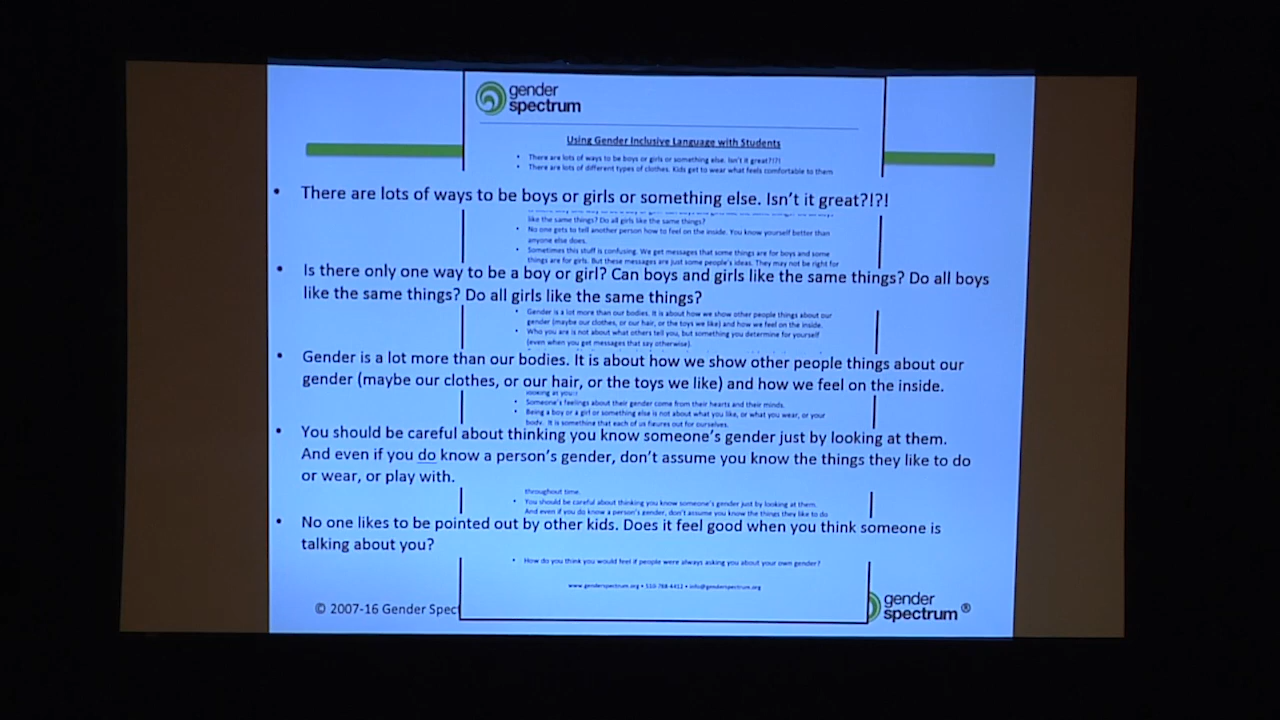 gender
spectrum
Using Gender Inclusive Language with Students
• There are lots of ways to be boys or girls or something else. Isn't it great?!?!
• There are lots of different types of clothes. Kids get to wear what feels comfortable to them
• There are lots of ways to be boys or girls or something else. Isn't it great?!?!
like the same things? Do all girls like the same things?
• No one gets to tell another person how to feel on the inside. You know yourself better than
anyone else does.
• Sometimes this stuff is confusing. We get messages that some things are for boys and some
things are for girls. But these messages are just some people's ideas. They may not be right for
• Is there only one way to be a boy or girl? Can boys and girls like the same things? Do all boys
like the same things? Do all girls like the same things?
• Gender is a lot more than our bodies. It is about how we show other people things about our
gender (maybe our clothes, or our hair, or the toys we like) and how we feel on the inside.
• Who you are is not about what others tell you, but something you determine for yourself
(even when you get messages that say otherwise).
• Gender is a lot more than our bodies. It is about how we show other people things about our
gender (maybe our clothes, or our hair, or the toys we like) and how we feel on the inside.
looking at you!
• Someone's feelings about their gender come from their hearts and their minds.
• Being a boy or a girl or something else is not about what you like, or what you wear, or your
body. It is something that each of us figures out for ourselves.
• You should be careful about thinking you know someone's gender just by looking at them.
And even if you do know a person's gender, don't assume you know the things they like to do
or wear, or play with.
throughout time.
• You should be careful about thinking you know someone's gender just by looking at them.
And even if you do know a person's gender, don't assume you know the things they like to do
• No one likes to be pointed out by other kids. Does it feel good when you think someone is
talking about you?
• How do you think you would feel if people were always asking you about your own gender?
www.genderspectrum.org • 510-788-4412 • info@genderspectrum.org
© 2007-16 Gender Spect
gender
spectrum ®